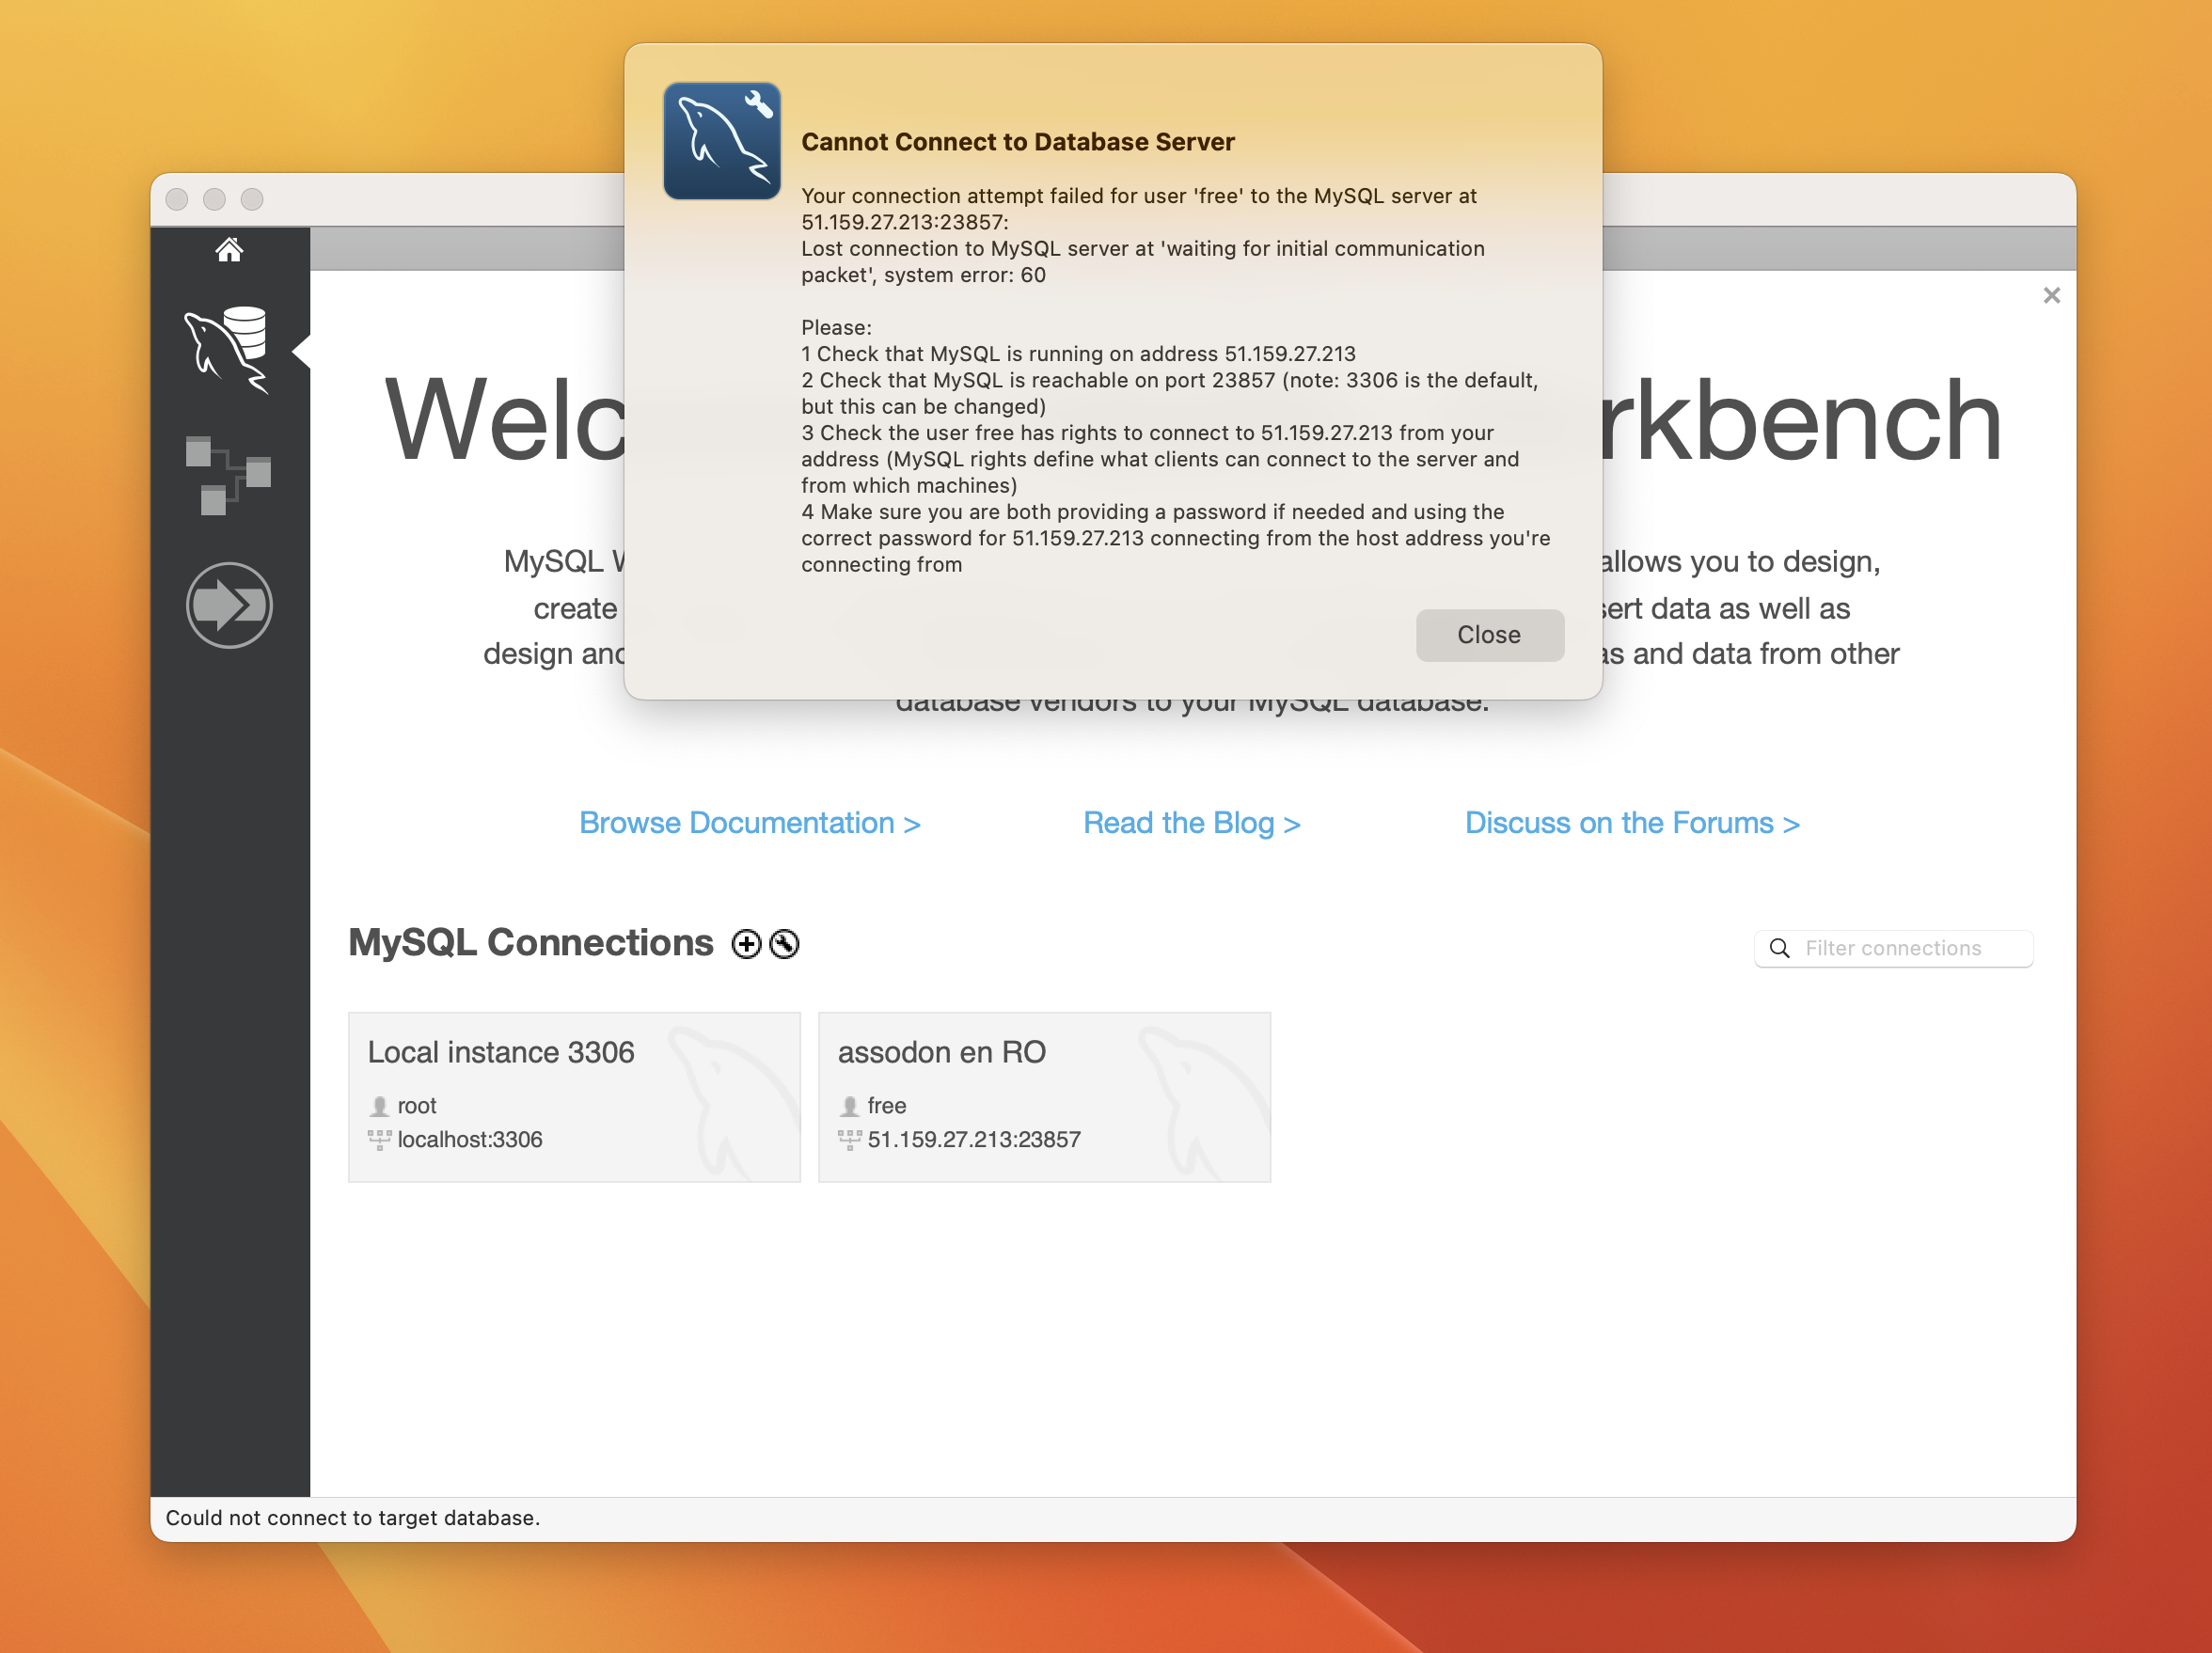 Cannot Connect to Database Server
Your connection attempt failed for user 'free' to the MySQL server at
51.159.27.213:23857:
Lost connection to MySQL server at 'waiting for initial communication
packet', system error: 60
Please:
1 Check that MySQL is running on address 51.159.27.213
2 Check that MySQL is reachable on port 23857 (note: 3306 is the default,
but this can be changed)
3 Check the user free has rights to connect to 51.159.27.213 from your
address (MySQL rights define what clients can connect to the server and
from which machines)
4 Make sure you are both providing a password if needed and using the
correct password for 51.159.27.213 connecting from the host address you're
connecting from
Close
Welc rkbench
MySQL W allows you to design,
create sert data as well as
design and as and data from other
database vendors to your MySQL database.
Browse Documentation > Read the Blog > Discuss on the Forums >
MySQL Connections
Filter connections
Local instance 3306
root
localhost:3306
assodon en RO
free
51.159.27.213:23857
Could not connect to target database.